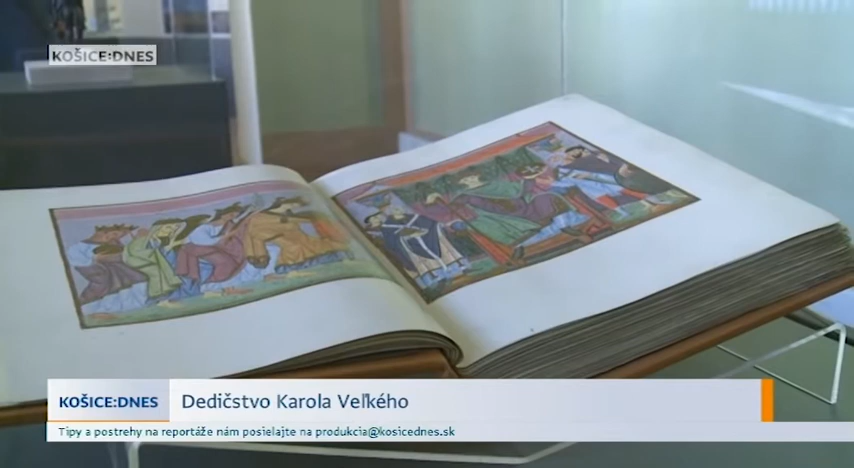 KOŠICE:DNES
KOŠICE:DNES Dedičstvo Karola Veľkého
Tipy a postrehy na reportáže nám posielajte na produkcia@kosicednes.sk